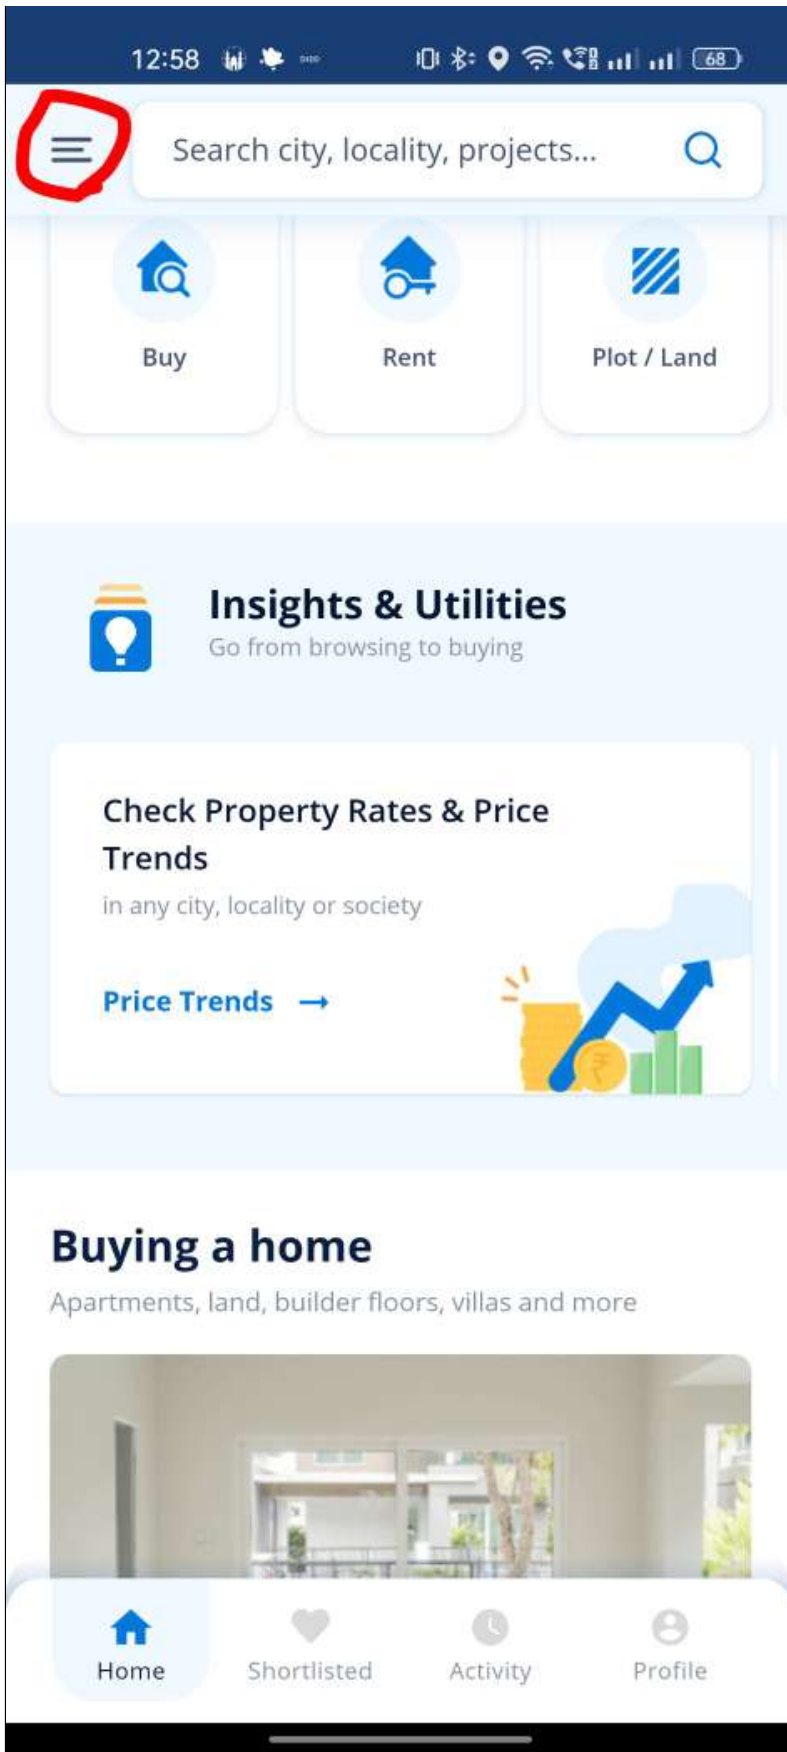 12:58
68
Search city, locality, projects...
Buy
Rent
Plot / Land
Insights & Utilities
Go from browsing to buying
Check Property Rates & Price
Trends
in any city, locality or society
Price Trends →
₹
Buying a home
Apartments, land, builder floors, villas and more
Home
Shortlisted
Activity
Profile